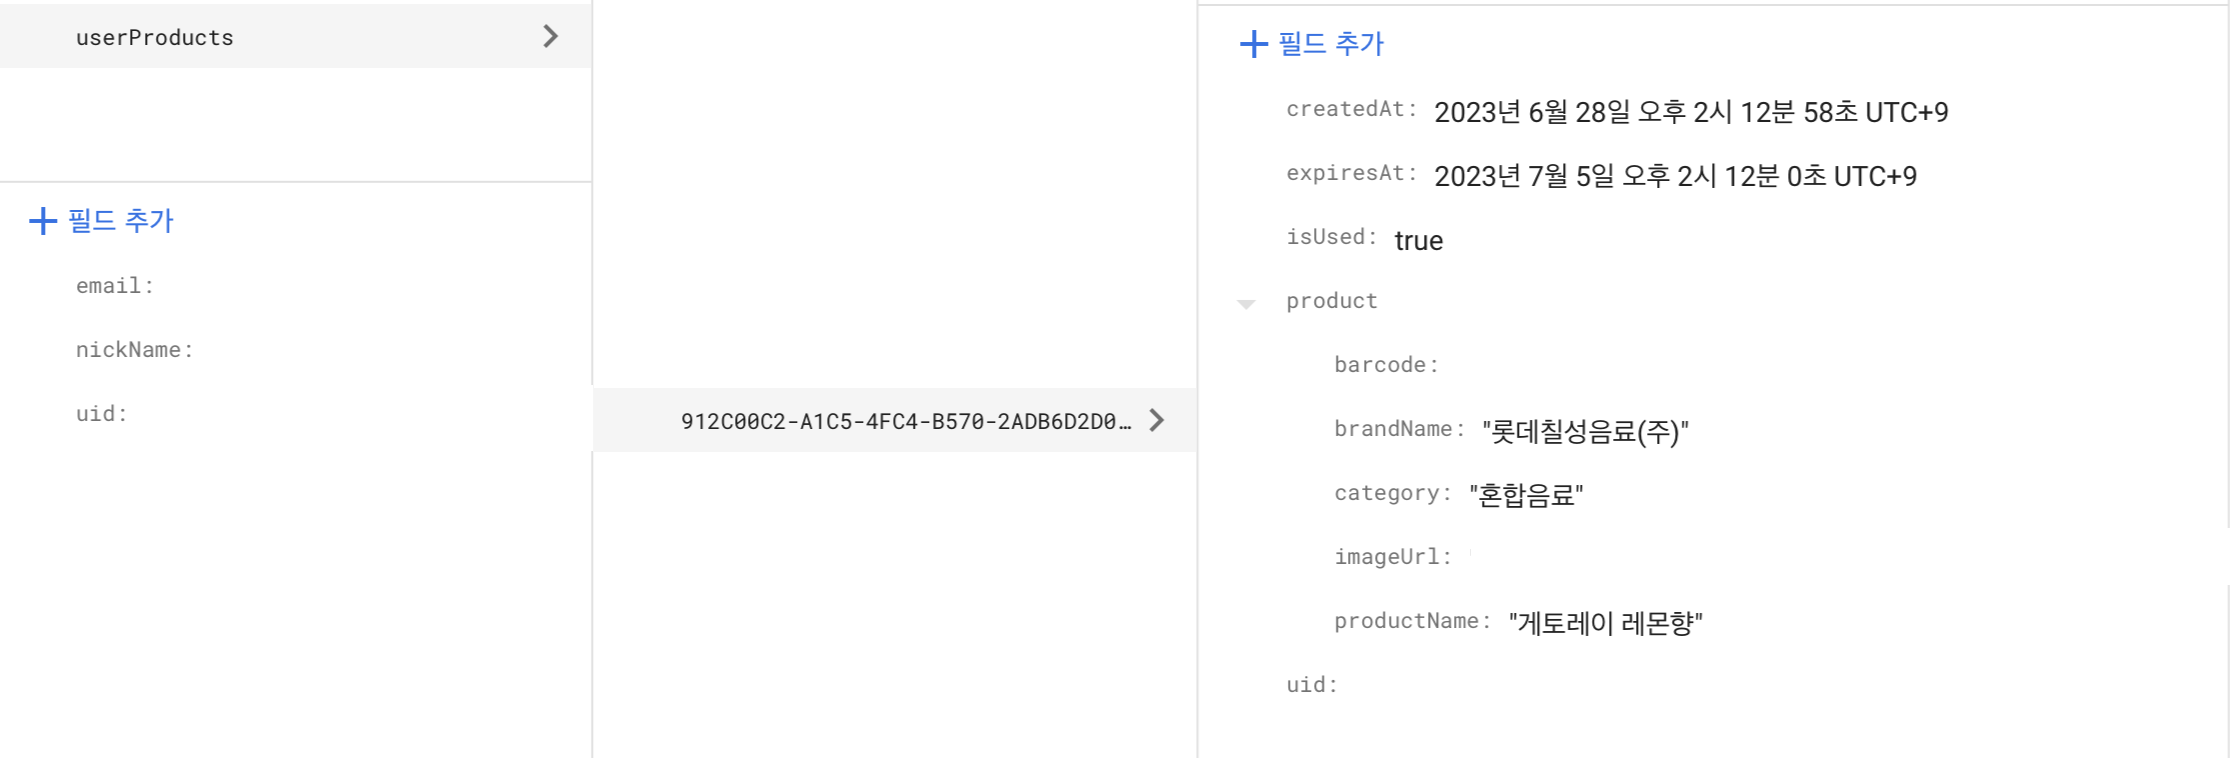 userProducts
필드 추가
email:
nickName:
uid:
912C00C2-A1C5-4FC4-B570-2ADB6D2D0…
필드 추가
createdAt: 2023년 6월 28일 오후 2시 12분 58초 UTC+9
expiresAt: 2023년 7월 5일 오후 2시 12분 0초 UTC+9
isUsed: true
product
barcode:
brandName: "롯데칠성음료(주)"
category: "혼합음료"
imageUrl:
productName: "게토레이 레몬향"
uid: